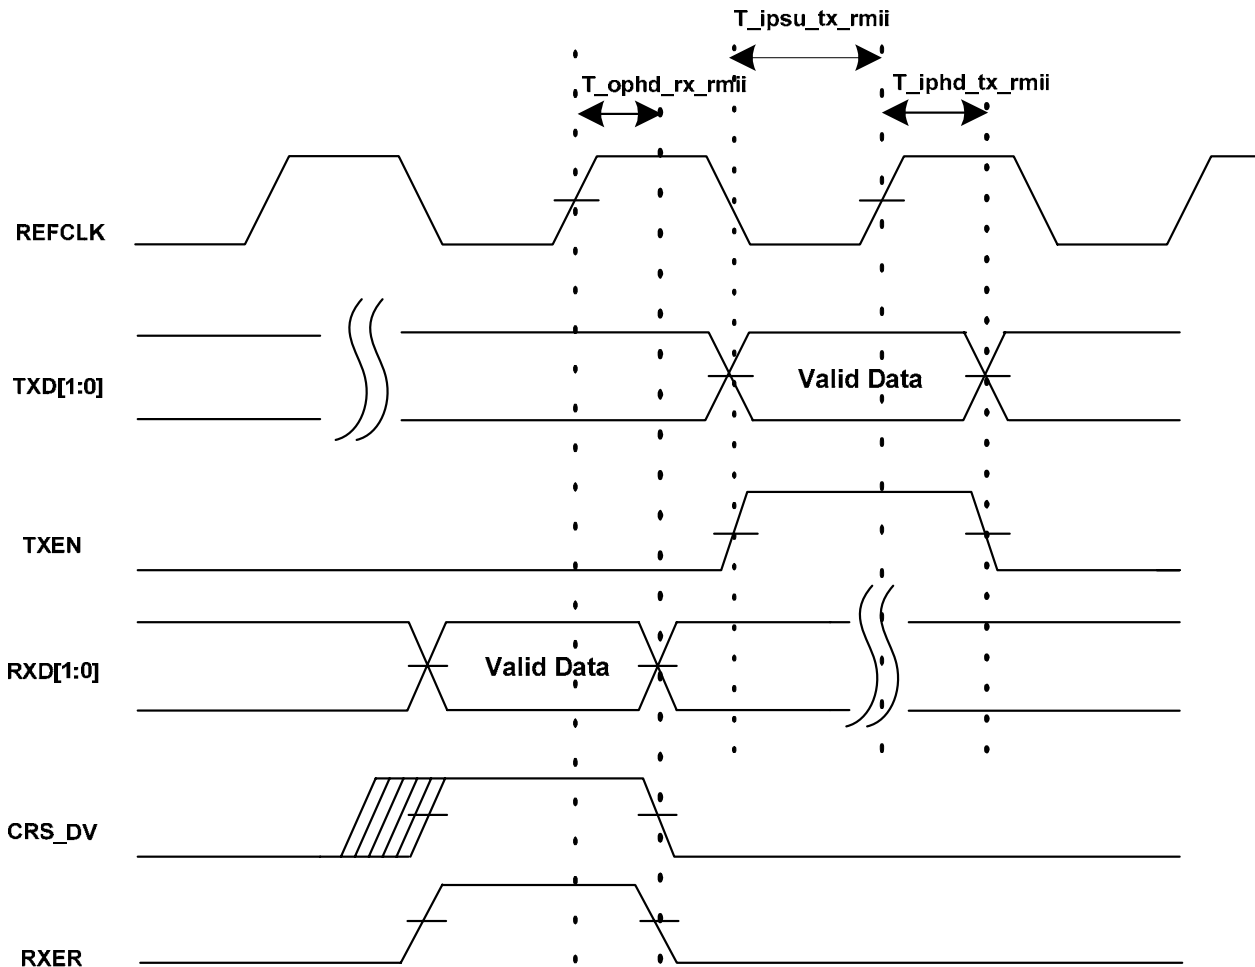 T_ipsu_tx_rmii
T_ophd_rx_rmii
T_iphd_tx_rmii
REFCLK
TXD[1:0]
Valid Data
TXEN
RXD[1:0]
Valid Data
CRS_DV
RXER